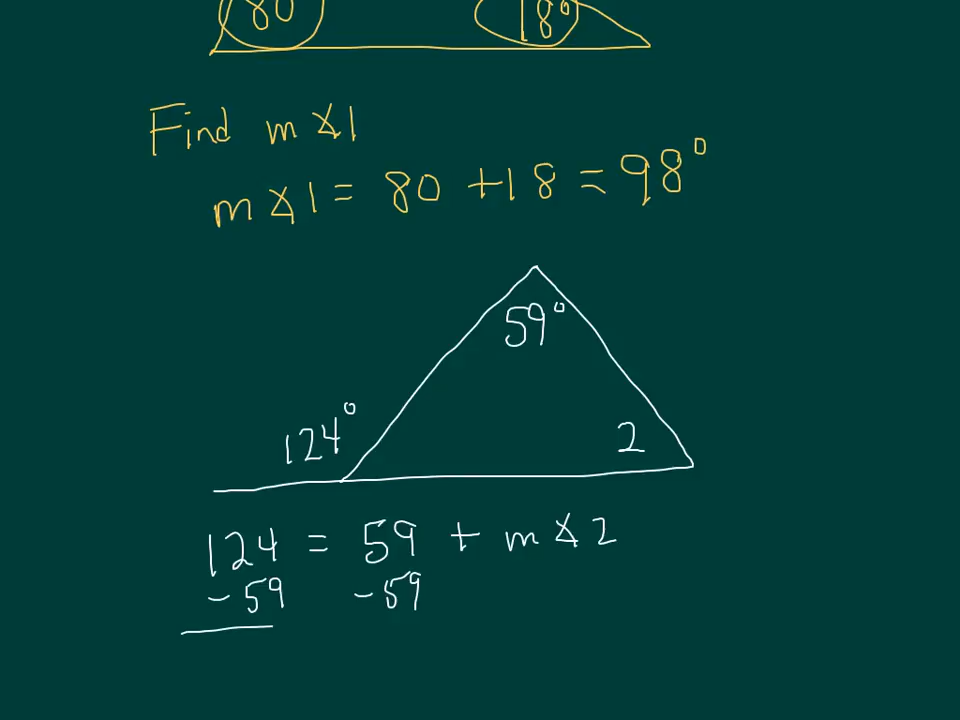 80 18°
Find m∡1
m∡1 = 80 + 18 = 98°
59°
124° 2
124 = 59 + m∡2
-59 -59